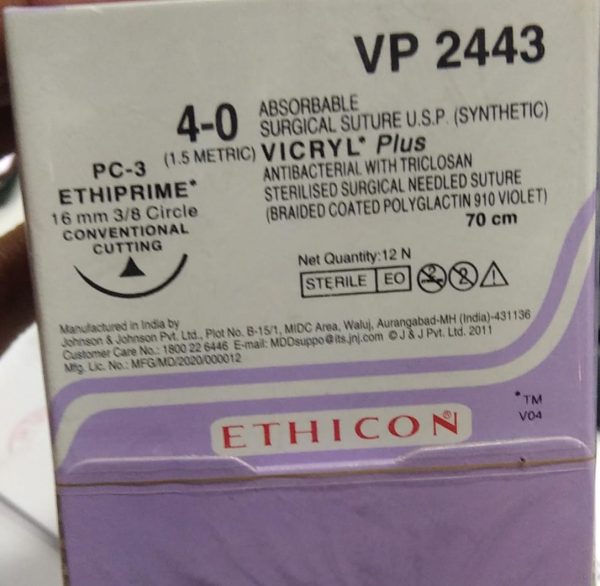 VP 2443
4-0
(1.5 METRIC)
ABSORBABLE
SURGICAL SUTURE U.S.P. (SYNTHETIC)
VICRYL* Plus
ANTIBACTERIAL WITH TRICLOSAN
STERILISED SURGICAL NEEDLED SUTURE
(BRAIDED COATED POLYGLACTIN 910 VIOLET)
70 cm
PC-3
ETHIPRIME*
16 mm 3/8 Circle
CONVENTIONAL
CUTTING
Net Quantity:12 N
STERILE EO
2
Manufactured in India by
Johnson & Johnson Pvt. Ltd., Plot No. B-15/1, MIDC Area, Waluj, Aurangabad-MH (India)-431136
Customer Care No.: 1800 22 6446 E-mail: MDDsuppo@its.jnj.com © J & J Pvt. Ltd. 2011
Mfg. Lic. No.: MFG/MD/2020/000012
*TM
V04
ETHICON®